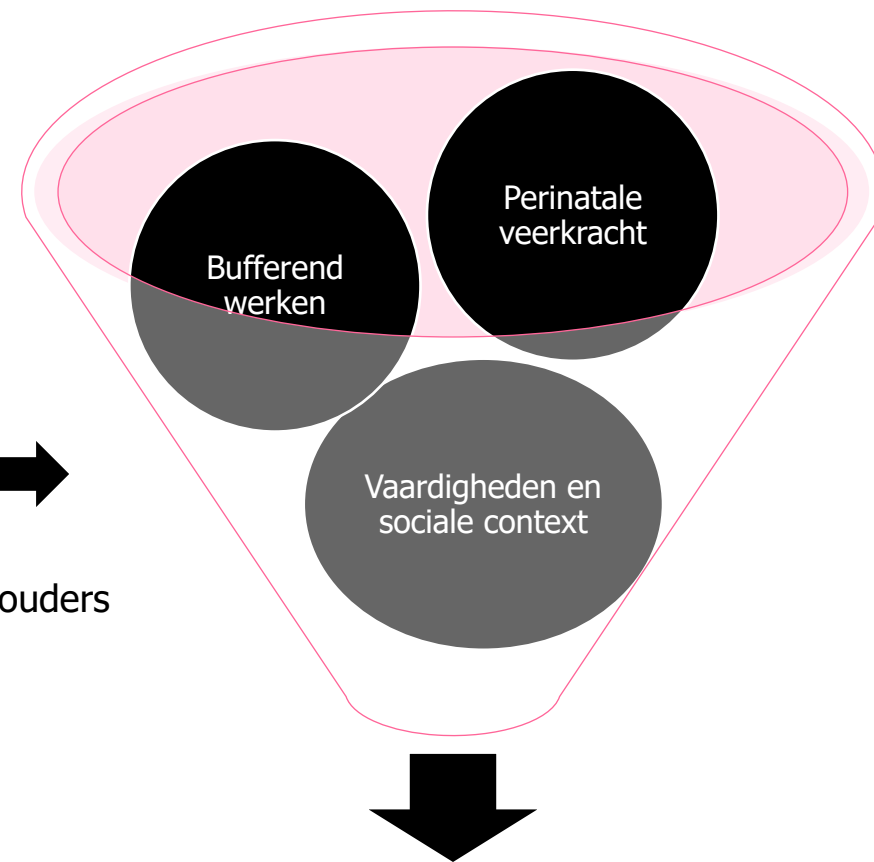 Perinatale
veerkracht
Bufferend
werken
Vaardigheden en
sociale context
ouders